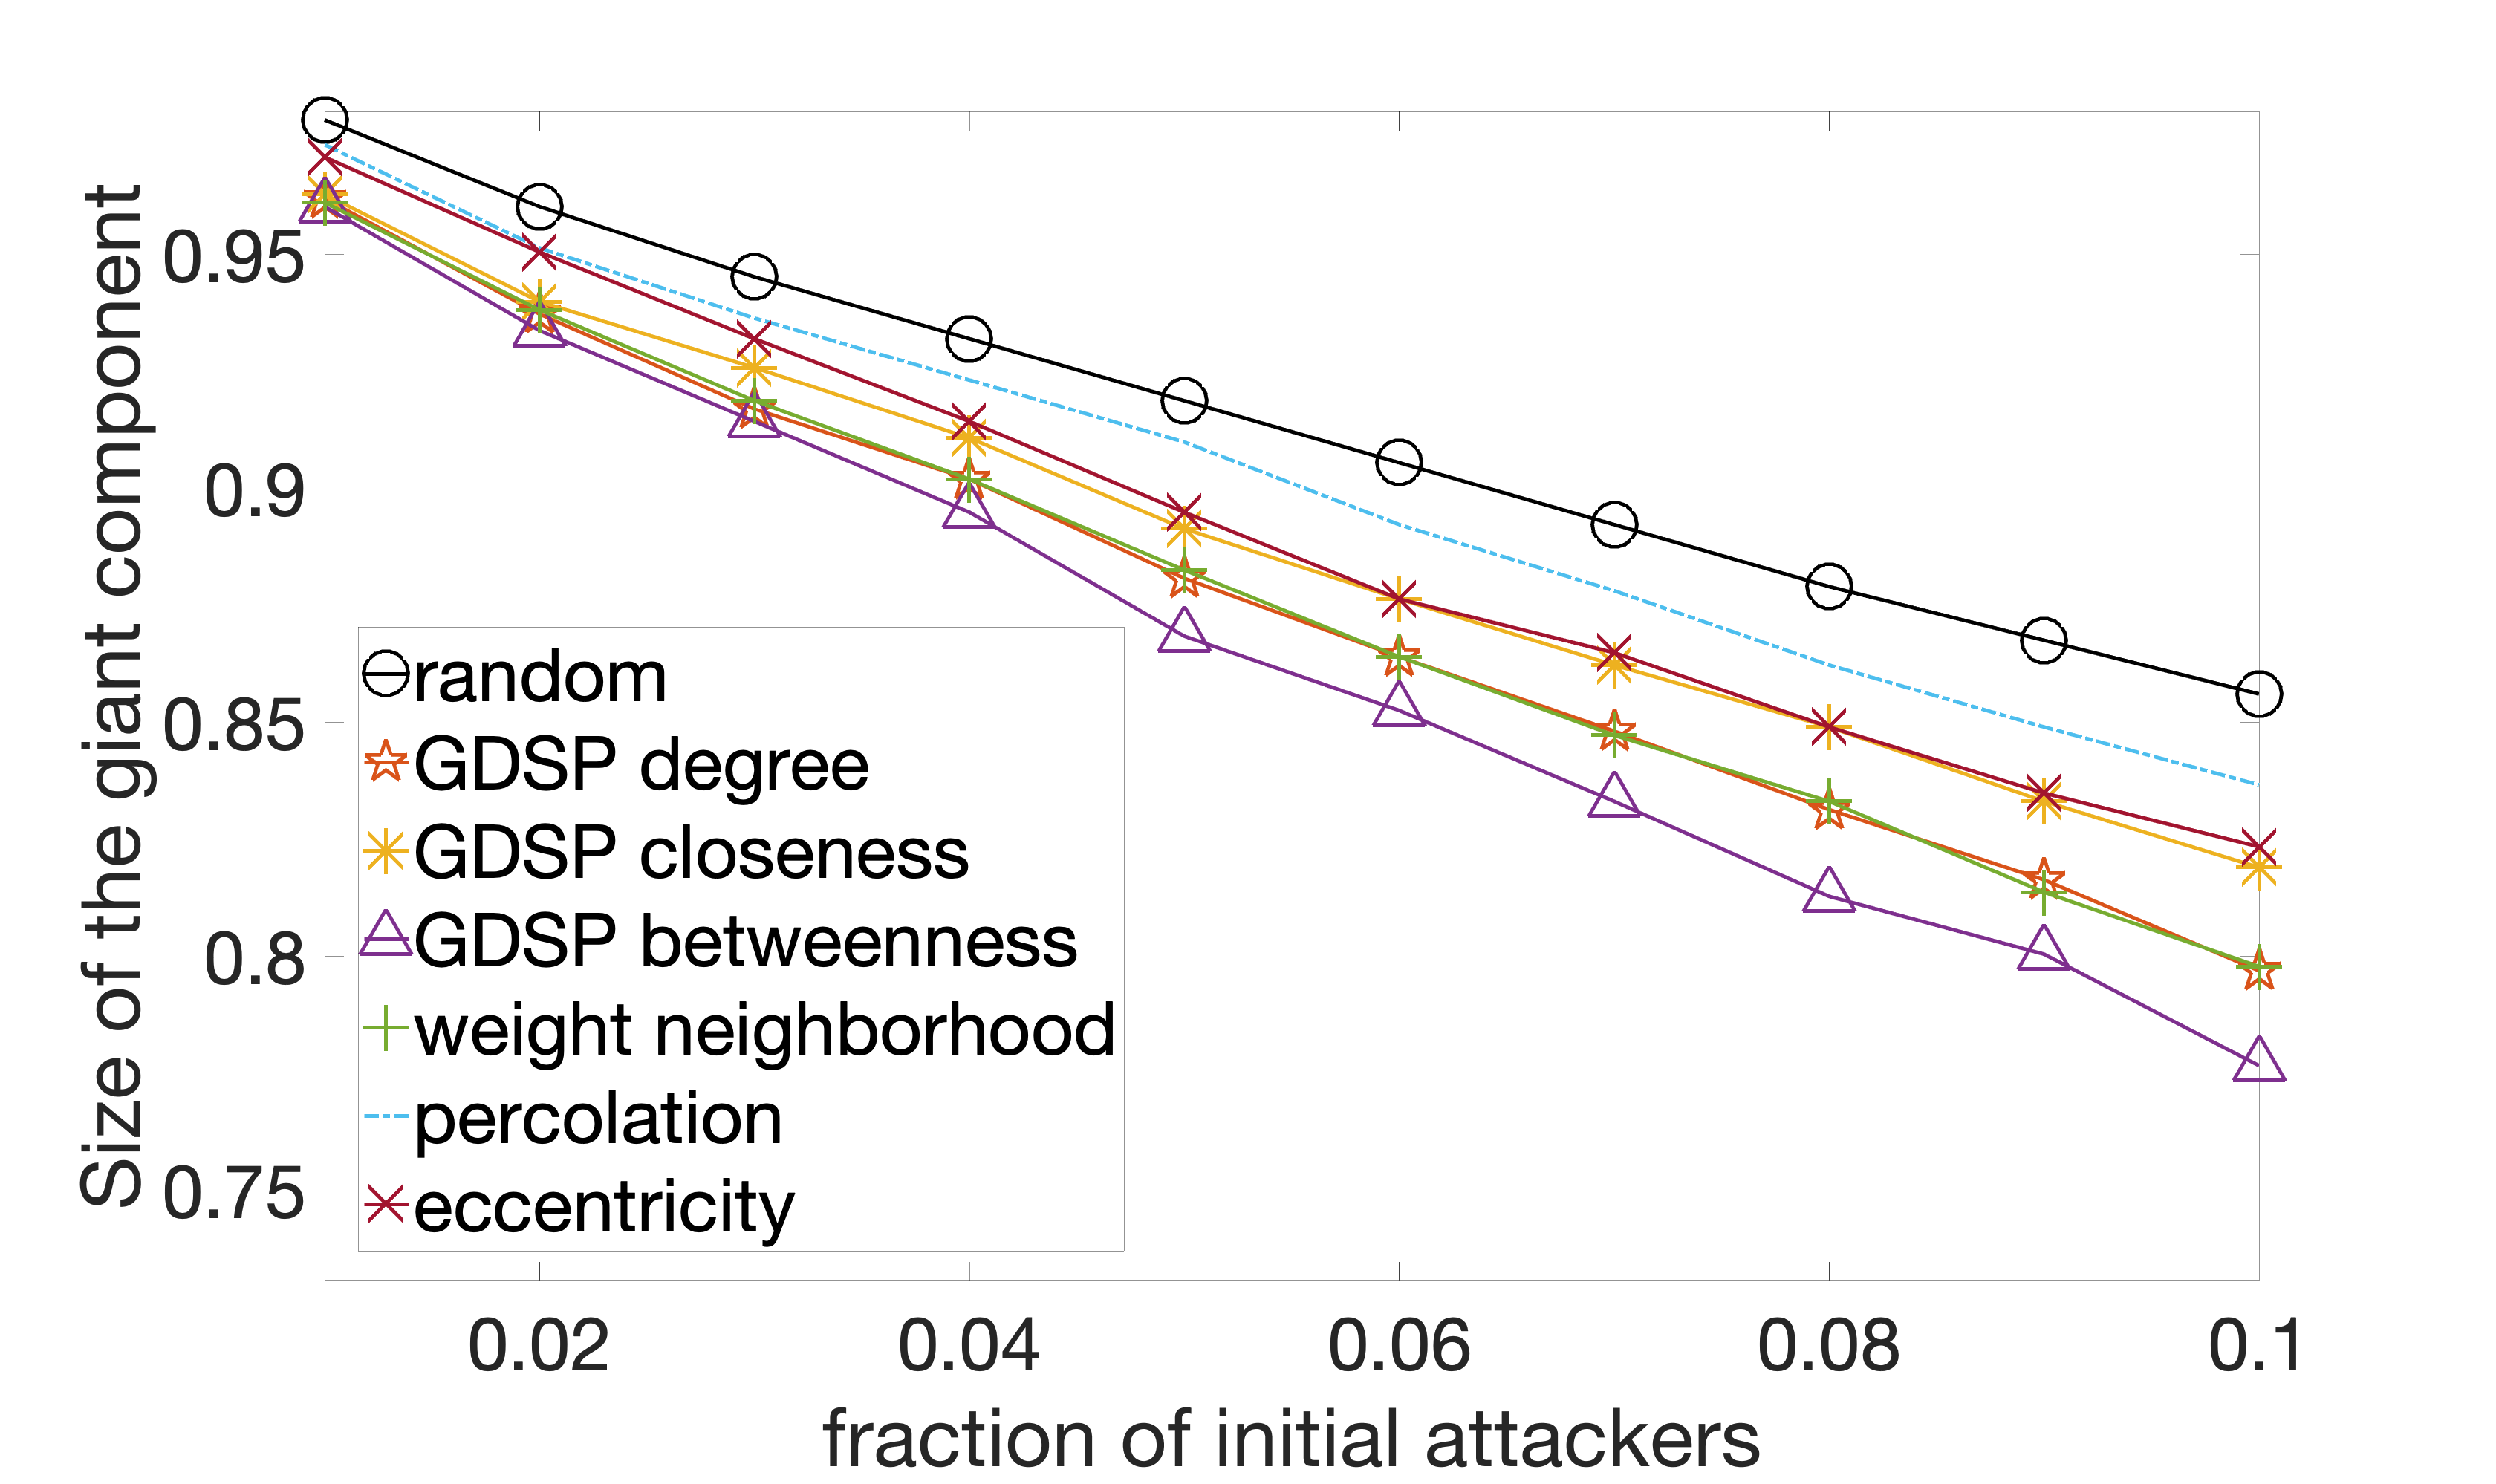 Size of the giant component
0.95
0.9
0.85
0.8
0.75
random
GDSP degree
GDSP closeness
GDSP betweenness
weight neighborhood
percolation
eccentricity
0.02
0.04
0.06
0.08
0.1
fraction of initial attackers